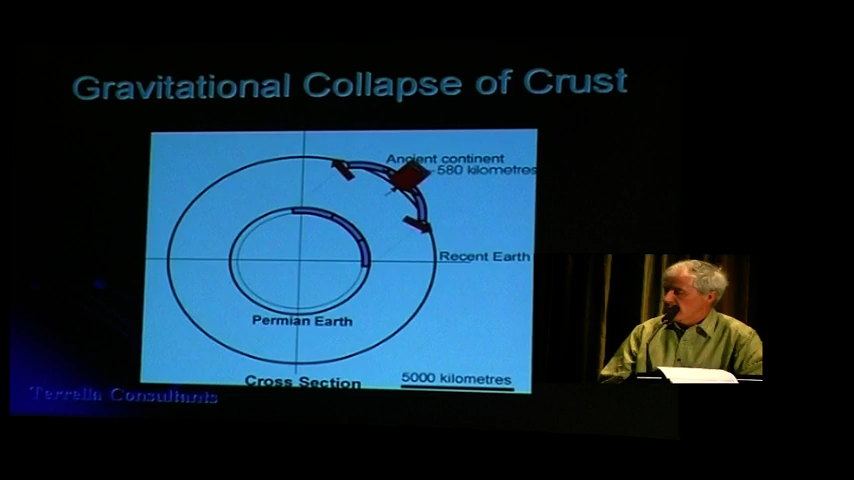 Gravitational Collapse of Crust
Ancient continent
580 kilometres
Recent Earth
Permian Earth
Cross Section
5000 kilometres
Terrella Consultants